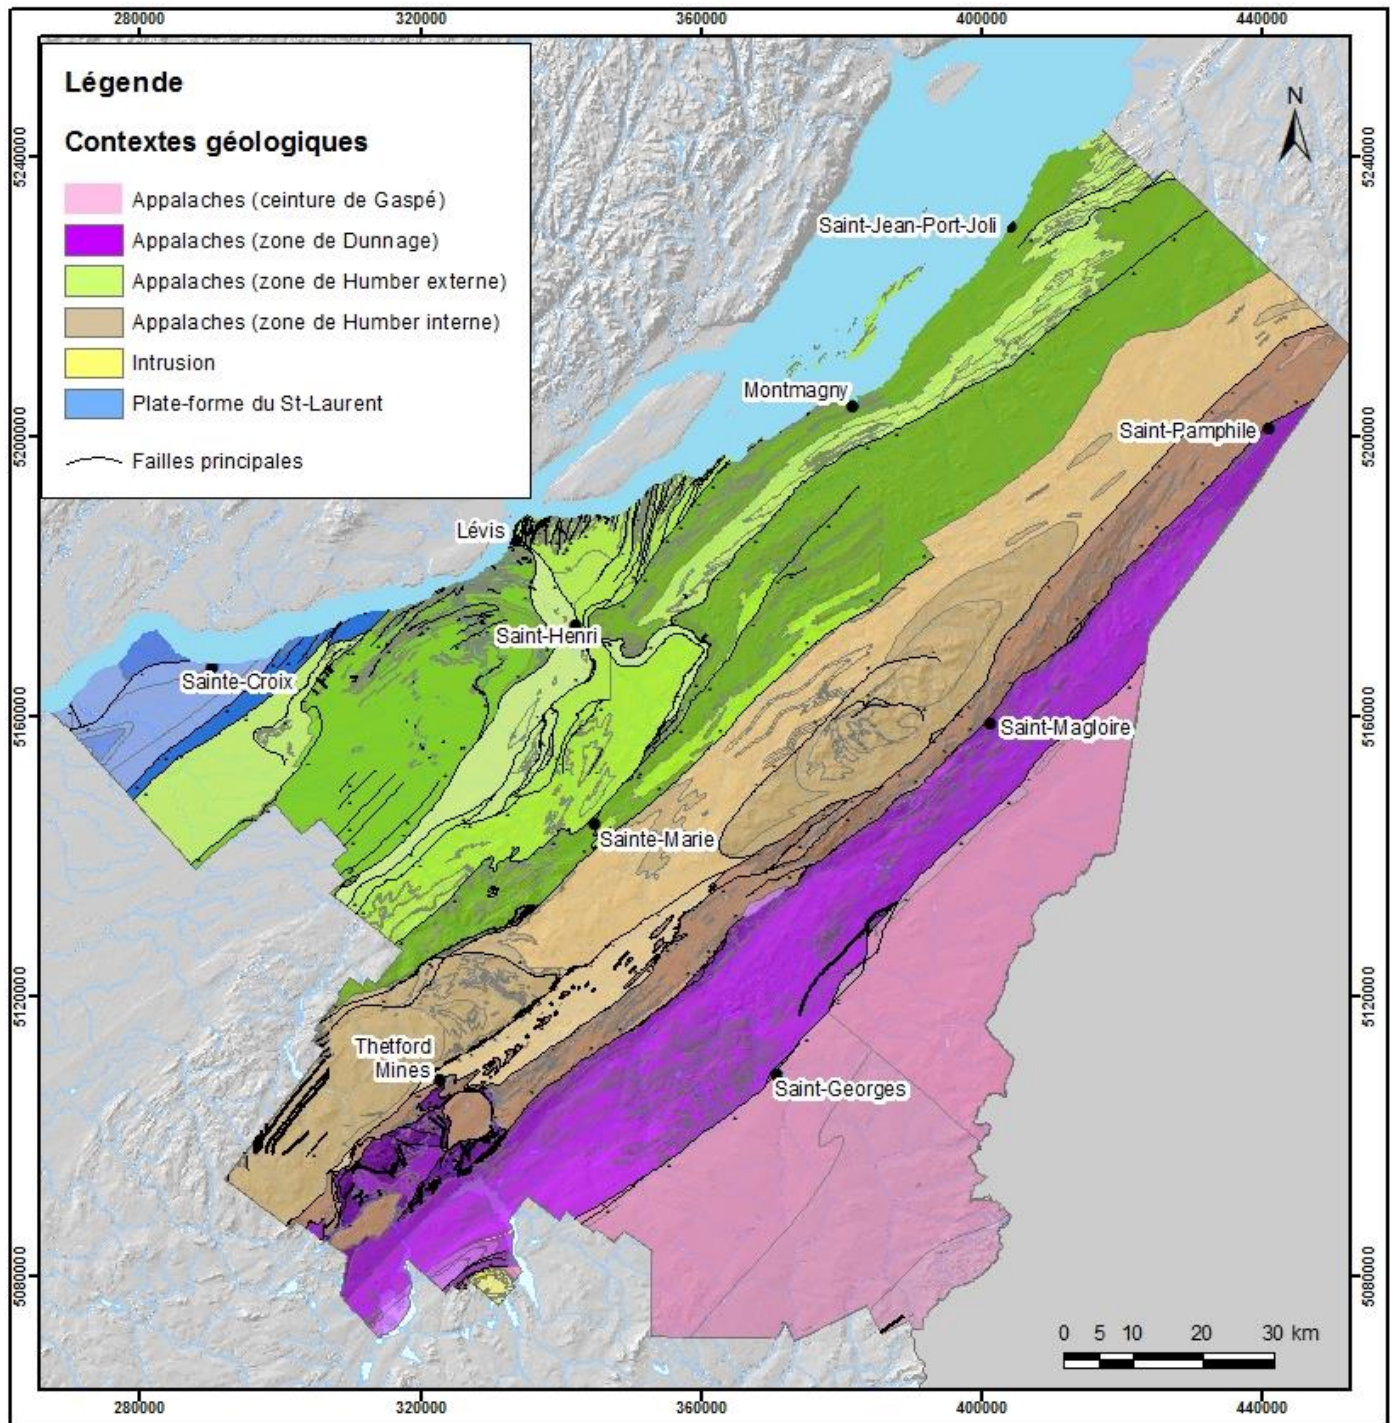 280000 320000 360000 400000 440000
Légende
Contextes géologiques
Appalaches (ceinture de Gaspé)
Appalaches (zone de Dunnage)
Appalaches (zone de Humber externe)
Appalaches (zone de Humber interne)
Intrusion
Plate-forme du St-Laurent
Failles principales
N
5240000
5240000
Saint-Jean-Port-Joli
Montmagny
Saint-Pamphile
5200000
5200000
Lévis
Saint-Henri
Sainte-Croix
5160000
5160000
Saint-Magloire
Sainte-Marie
5120000
5120000
Thetford
Mines
Saint-Georges
5080000
5080000
0 5 10 20 30 km
280000 320000 360000 400000 440000